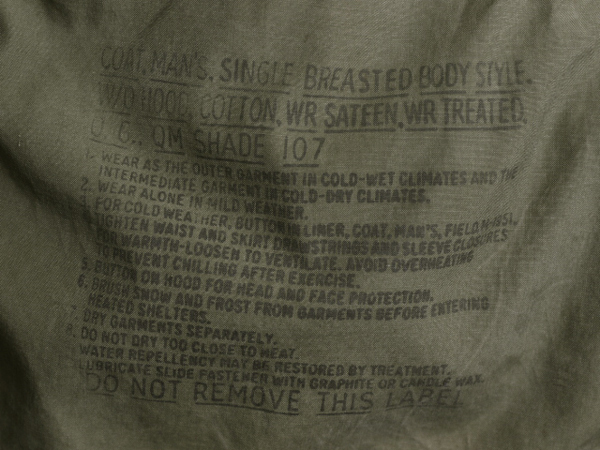 COAT, MAN'S, SINGLE BREASTED BODY STYLE.
W/O HOOD COTTON, WR SATEEN, WR TREATED,
O.G., QM SHADE 107
1. WEAR AS THE OUTER GARMENT IN COLD-WET CLIMATES AND THE
INTERMEDIATE GARMENT IN COLD-DRY CLIMATES.
2. WEAR ALONE IN MILD WEATHER.
FOR COLD WEATHER, BUTTON IN LINER, COAT, MAN'S, FIELD, M-1951.
TIGHTEN WAIST AND SKIRT DRAWSTRINGS AND SLEEVE CLOSURES
FOR WARMTH-LOOSEN TO VENTILATE. AVOID OVERHEATING
TO PREVENT CHILLING AFTER EXERCISE.
5. BUTTON ON HOOD FOR HEAD AND FACE PROTECTION.
6. BRUSH SNOW AND FROST FROM GARMENTS BEFORE ENTERING
HEATED SHELTERS.
7. DRY GARMENTS SEPARATELY.
8. DO NOT DRY TOO CLOSE TO HEAT.
WATER REPELLENCY MAY BE RESTORED BY TREATMENT.
LUBRICATE SLIDE FASTENER WITH GRAPHITE OR CANDLE WAX.
DO NOT REMOVE THIS LABEL